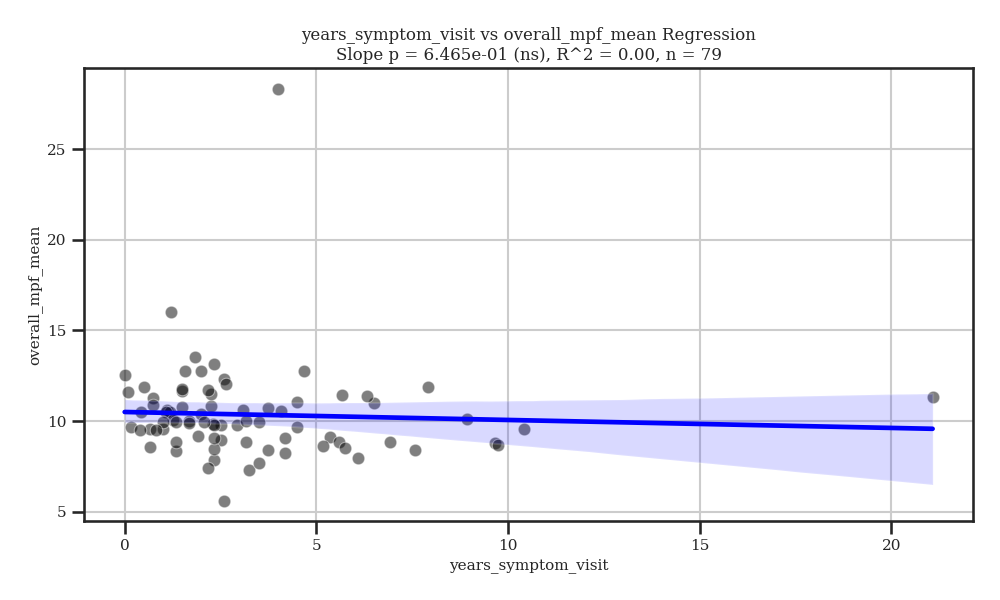 years_symptom_visit vs overall_mpf_mean Regression
Slope p = 6.465e-01 (ns), R^2 = 0.00, n = 79
25
20
15
10
5
overall_mpf_mean
0
5
10
15
20
years_symptom_visit